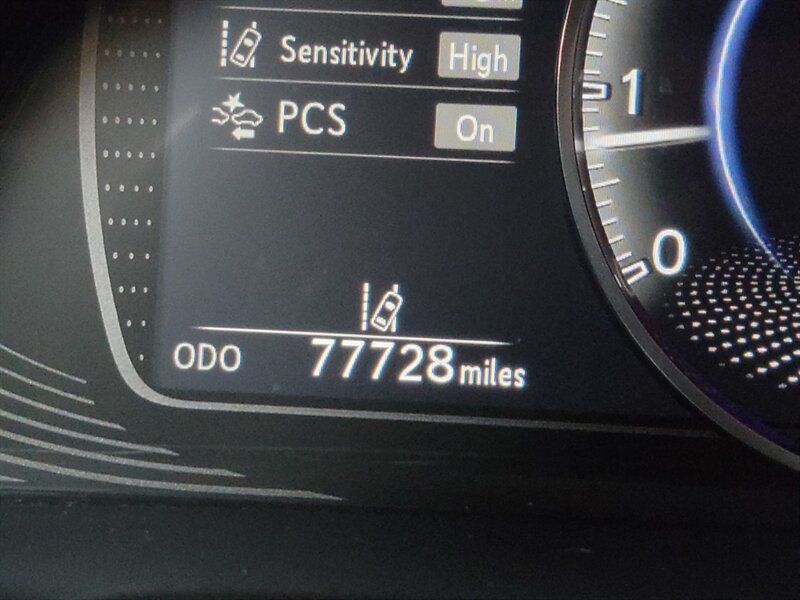 Sensitivity High
PCS On
1
0
ODO 77728 miles